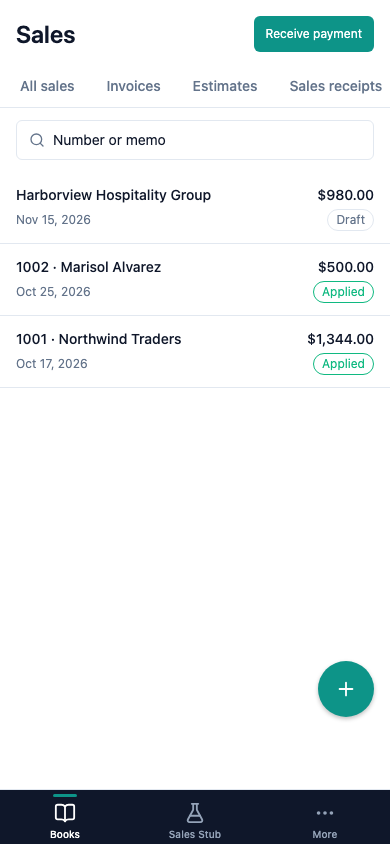 Sales
Receive payment
All sales
Invoices
Estimates
Sales receipts
Number or memo
Harborview Hospitality Group
$980.00
Nov 15, 2026
Draft
1002 · Marisol Alvarez
$500.00
Oct 25, 2026
Applied
1001 · Northwind Traders
$1,344.00
Oct 17, 2026
Applied
Books
Sales Stub
More